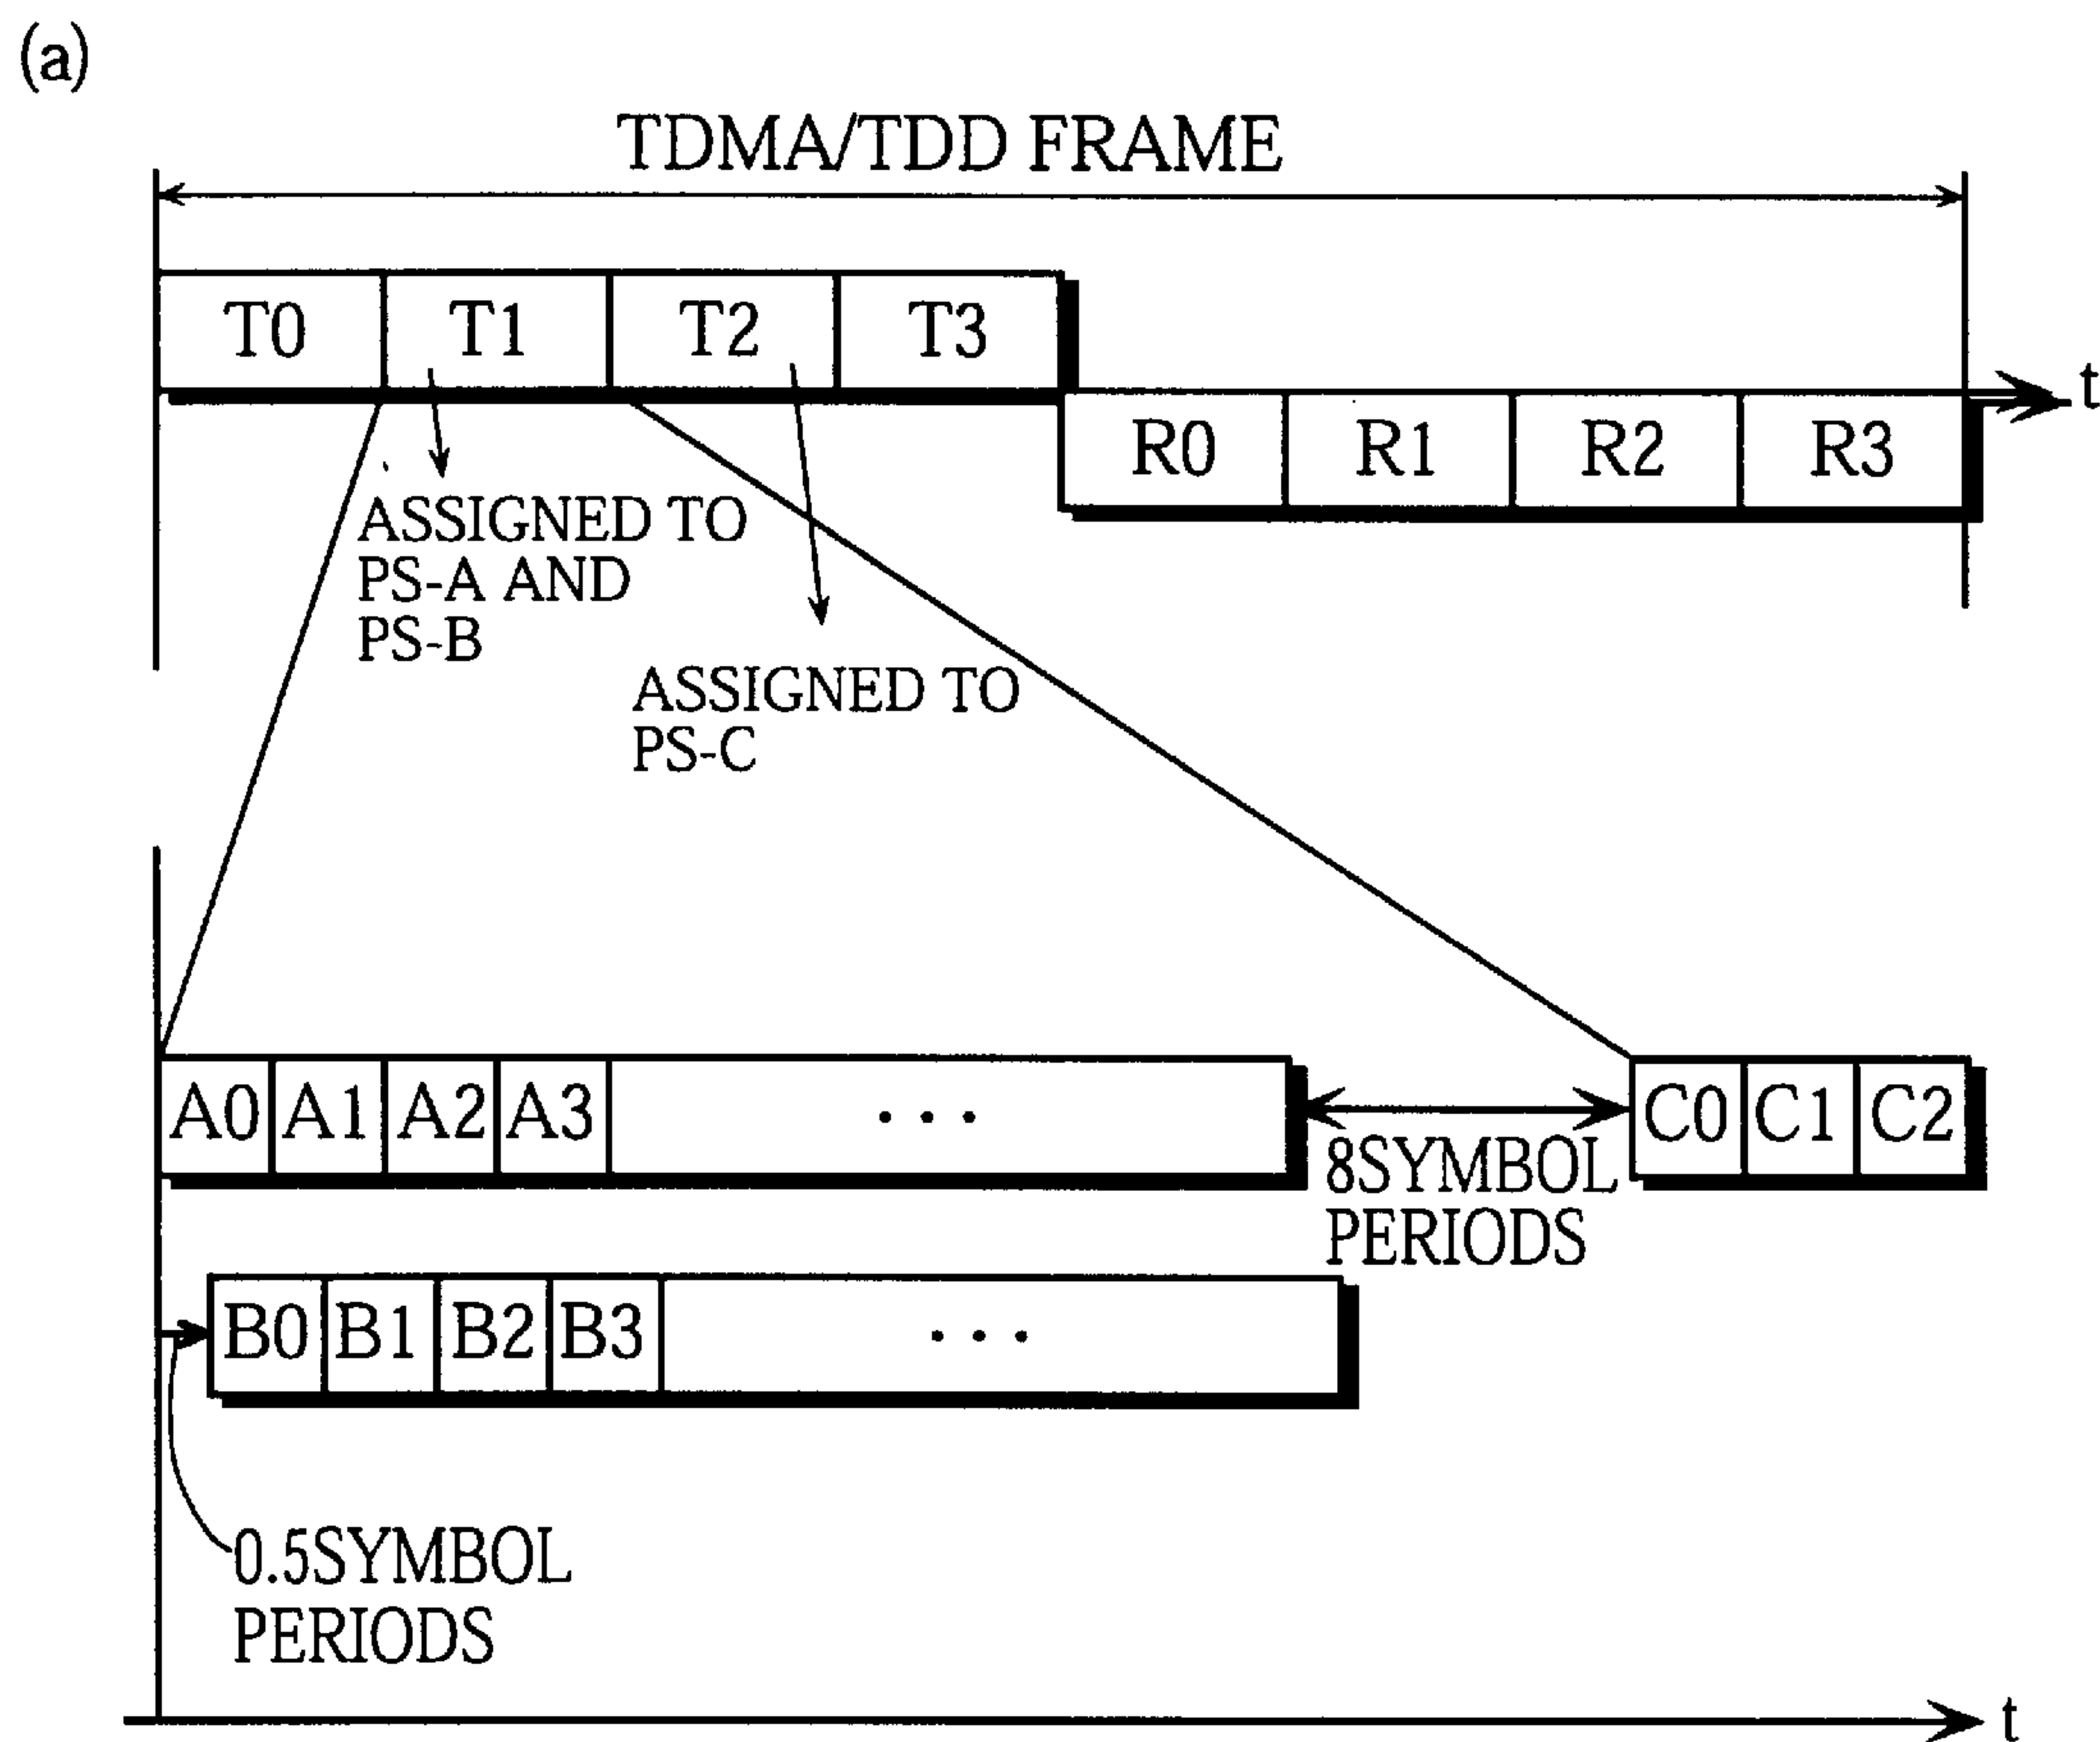 (a)
TDMA/TDD FRAME
T0 T1 T2 T3
t
R0 R1 R2 R3
ASSIGNED TO
PS-A AND
PS-B
ASSIGNED TO
PS-C
A0 A1 A2 A3 ... C0 C1 C2
8SYMBOL
PERIODS
B0 B1 B2 B3 ...
0.5SYMBOL
PERIODS
t